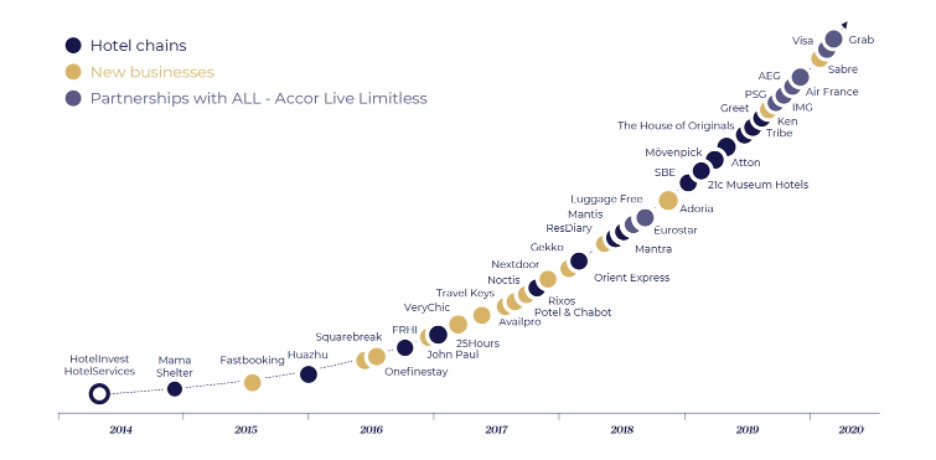 Hotel chains
New businesses
Partnerships with ALL - Accor Live Limitless
HotelInvest
HotelServices
Mama
Shelter
Fastbooking
Huazhu
Squarebreak
Onefinestay
FRHI
John Paul
VeryChic
25Hours
Travel Keys
Availpro
Noctis
Potel & Chabot
Nextdoor
Rixos
Gekko
Orient Express
ResDiary
Mantra
Mantis
Luggage Free
Eurostar
Adoria
SBE
21c Museum Hotels
Mövenpick
Atton
The House of Originals
Tribe
Ken
Greet
PSG
IMG
AEG
Air France
Sabre
Visa
Grab
2014
2015
2016
2017
2018
2019
2020